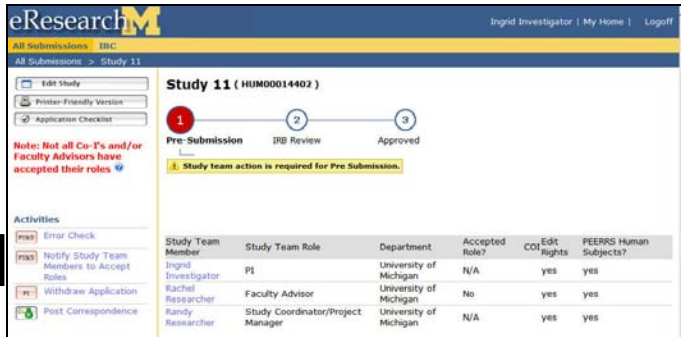 eResearchM
Ingrid Investigator | My Home | Logoff
All Submissions IBC
All Submissions > Study 11
Edit Study
Printer-Friendly Version
Application Checklist
Note: Not all Co-I's and/or
Faculty Advisors have
accepted their roles
Study 11 ( HUM00014402 )
1 2 3
Pre-Submission IRB Review Approved
Study team action is required for Pre Submission.
Activities
Error Check
Notify Study Team
Members to Accept
Roles
Withdraw Application
Post Correspondence
Study Team
Member Study Team Role Department Accepted
Role? COI Edit
Rights PEERRS Human
Subjects?
Ingrid
Investigator PI University of
Michigan N/A yes yes
Rachel
Researcher Faculty Advisor University of
Michigan No yes yes
Randy
Researcher Study Coordinator/Project
Manager University of
Michigan N/A yes yes